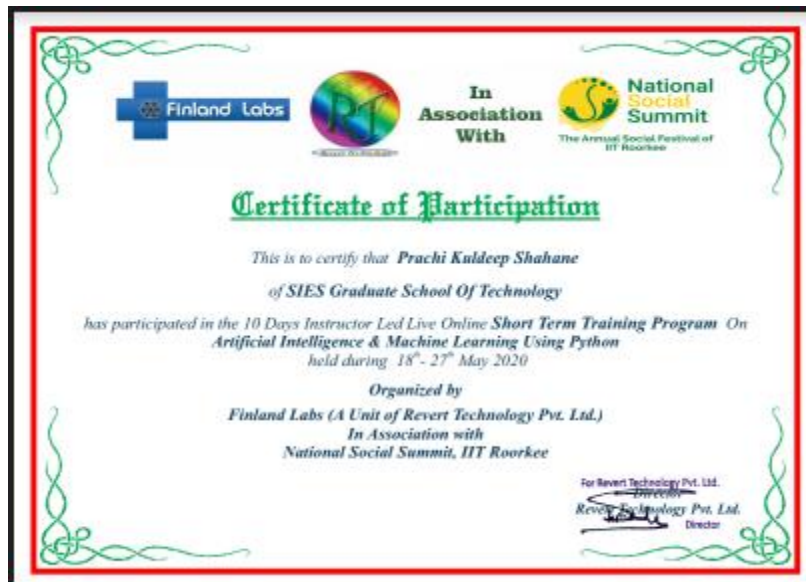 Finland Labs
RT
In
Association
With
National
Social
Summit
The Annual Social Festival of
IIT Roorkee
Certificate of Participation
This is to certify that Prachi Kuldeep Shahane
of SIES Graduate School Of Technology
has participated in the 10 Days Instructor Led Live Online Short Term Training Program On
Artificial Intelligence & Machine Learning Using Python
held during 18th- 27th May 2020
Organized by
Finland Labs (A Unit of Revert Technology Pvt. Ltd.)
In Association with
National Social Summit, IIT Roorkee
For Revert Technology Pvt. Ltd.
Director
Revert Technology Pvt. Ltd.
Director